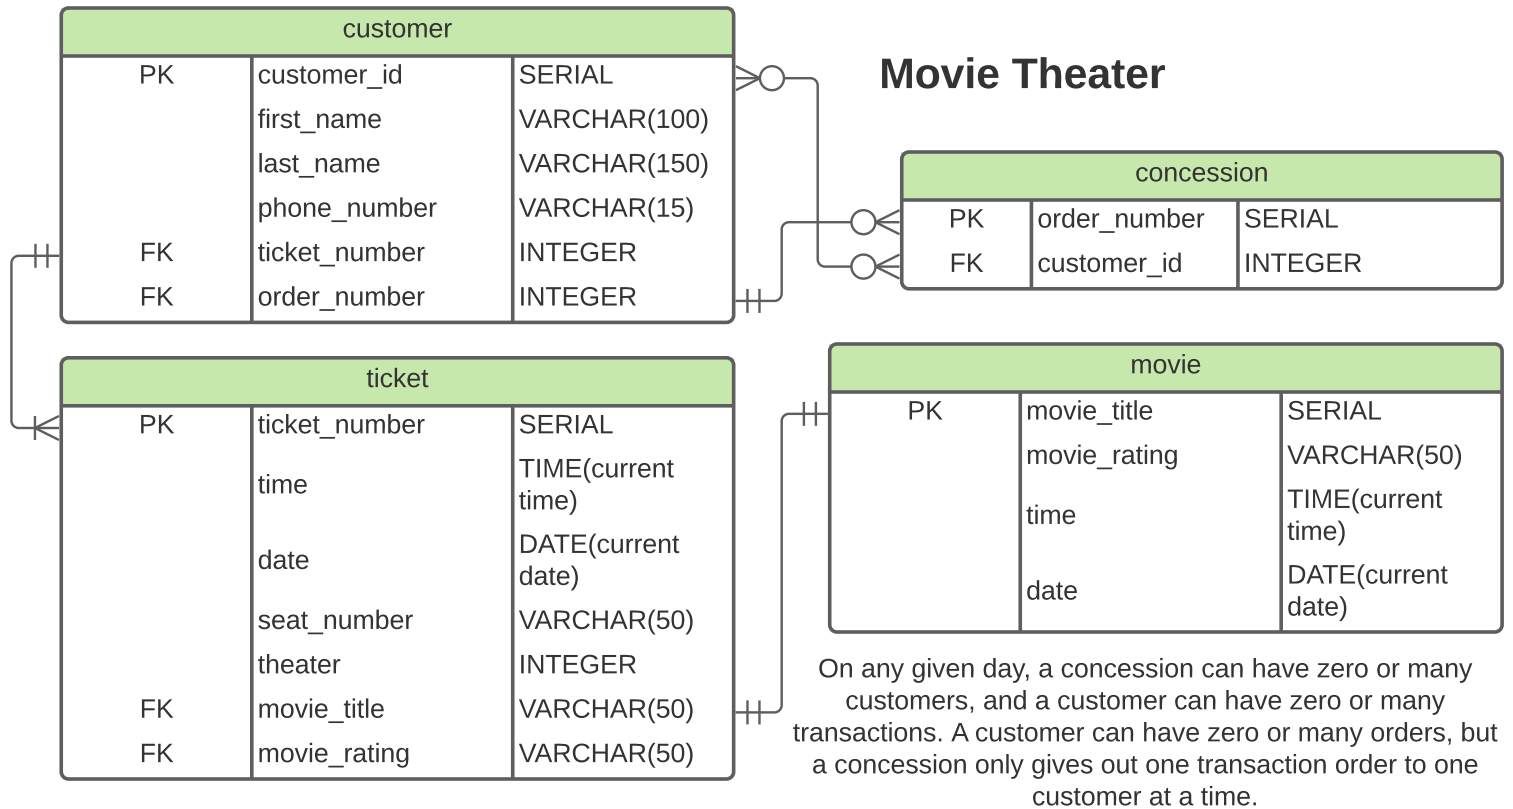 customer
PK customer_id SERIAL
first_name VARCHAR(100)
last_name VARCHAR(150)
phone_number VARCHAR(15)
FK ticket_number INTEGER
FK order_number INTEGER
Movie Theater
concession
PK order_number SERIAL
FK customer_id INTEGER
ticket
PK ticket_number SERIAL
time TIME(current
time)
date DATE(current
date)
seat_number VARCHAR(50)
theater INTEGER
FK movie_title VARCHAR(50)
FK movie_rating VARCHAR(50)
movie
PK movie_title SERIAL
movie_rating VARCHAR(50)
time TIME(current
time)
date DATE(current
date)
On any given day, a concession can have zero or many
customers, and a customer can have zero or many
transactions. A customer can have zero or many orders, but
a concession only gives out one transaction order to one
customer at a time.